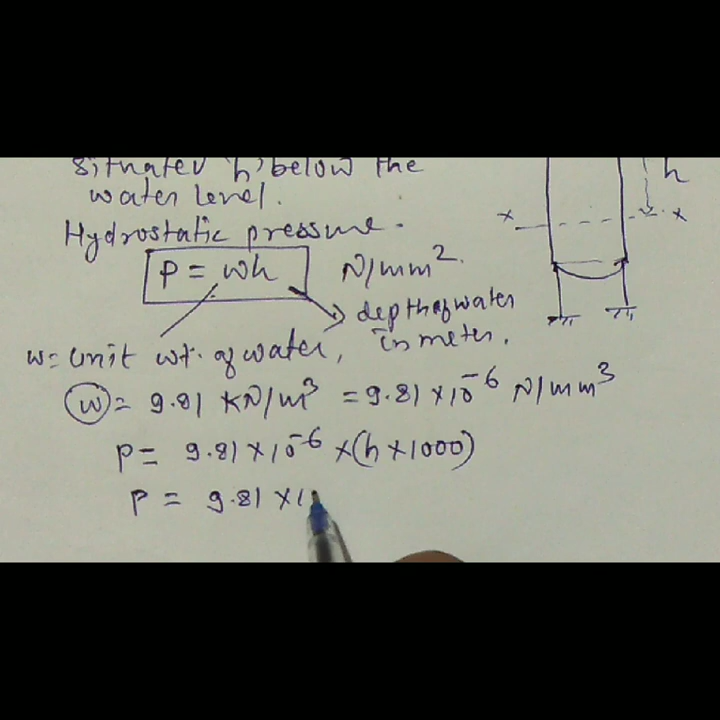 situated 'h' below the
water level.
Hydrostatic pressure.
P = wh N/mm²
depth of water
in meter.
w = unit wt. of water,
w = 9.81 KN/m³ = 9.81 × 10⁻⁶ N/mm³
P = 9.81 × 10⁻⁶ × (h × 1000)
P = 9.81 × 1
h
x x